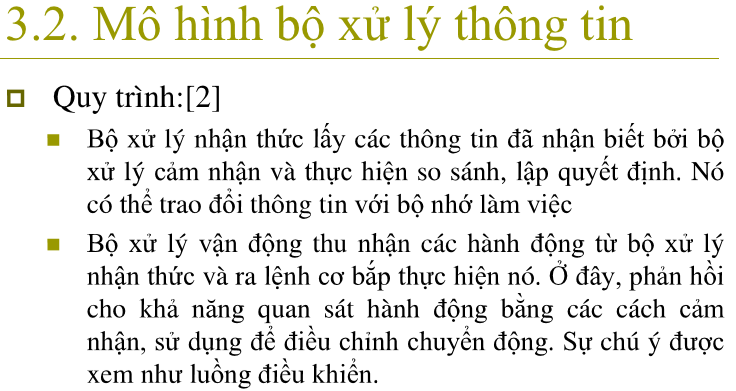 3.2. Mô hình bộ xử lý thông tin
Quy trình:[2]
Bộ xử lý nhận thức lấy các thông tin đã nhận biết bởi bộ
xử lý cảm nhận và thực hiện so sánh, lập quyết định. Nó
có thể trao đổi thông tin với bộ nhớ làm việc
Bộ xử lý vận động thu nhận các hành động từ bộ xử lý
nhận thức và ra lệnh cơ bắp thực hiện nó. Ở đây, phản hồi
cho khả năng quan sát hành động bằng các cách cảm
nhận, sử dụng để điều chỉnh chuyển động. Sự chú ý được
xem như luồng điều khiển.